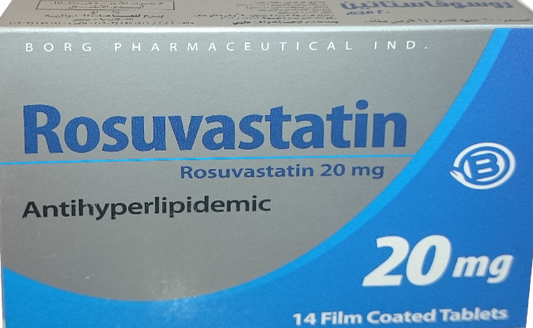 روسوفاستاتين
BORG PHARMACEUTICAL IND.
Rosuvastatin
Rosuvastatin 20 mg
B
Antihyperlipidemic
20 mg
14 Film Coated Tablets